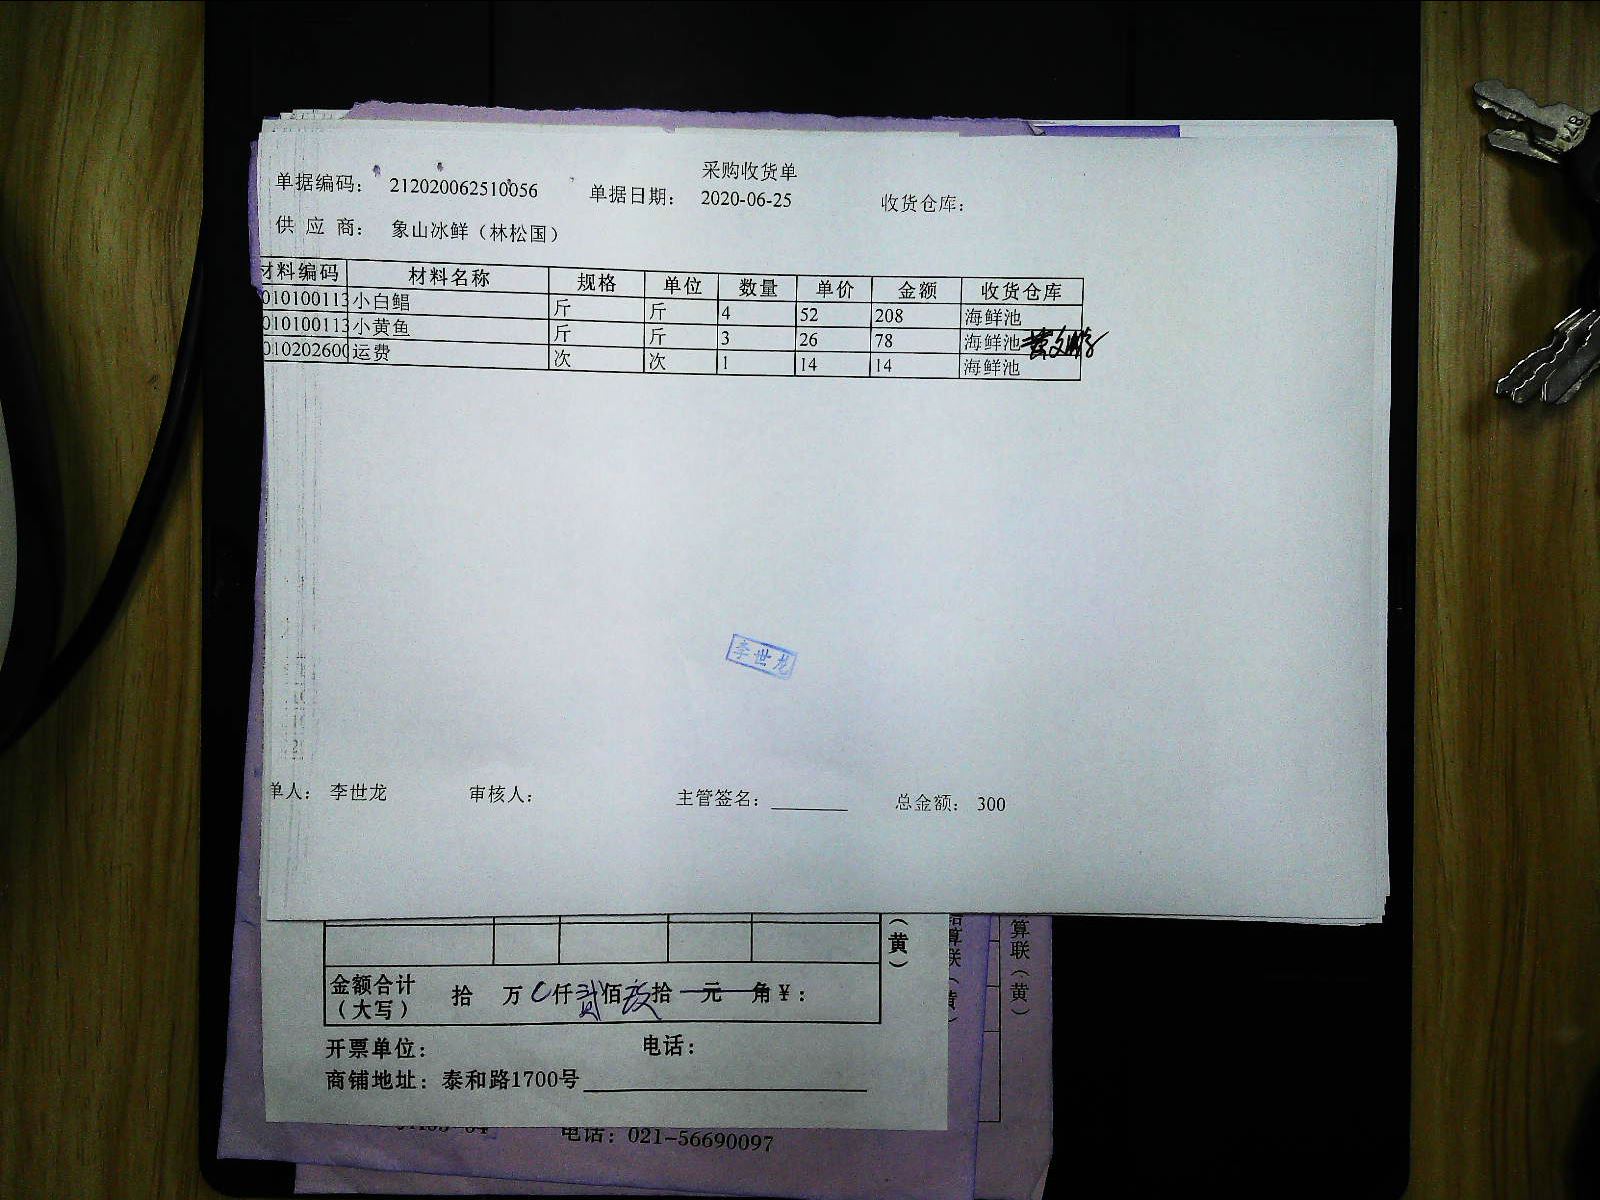 采购收货单
单据编码： 212020062510056 单据日期： 2020-06-25 收货仓库：
供 应 商： 象山冰鲜（林松国）
材料编码 材料名称 规格 单位 数量 单价 金额 收货仓库
010100113 小白鲳 斤 斤 4 52 208 海鲜池
010100113 小黄鱼 斤 斤 3 26 78 海鲜池
010202600 运费 次 次 1 14 14 海鲜池
李世龙
单人： 李世龙 审核人： 主管签名： 总金额： 300
（黄）
结算联（黄）
算联（黄）
金额合计（大写） 拾 万 仟 佰 拾 元 角 ¥：
开票单位： 电话：
商铺地址：泰和路1700号
电话：021-56690097